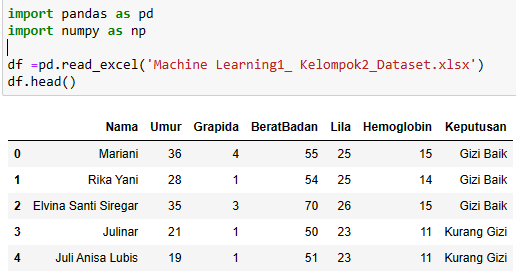 import pandas as pd
import numpy as np
df =pd.read_excel('Machine Learning1_ Kelompok2_Dataset.xlsx')
df.head()
Nama Umur Grapida BeratBadan Lila Hemoglobin Keputusan
0 Mariani 36 4 55 25 15 Gizi Baik
1 Rika Yani 28 1 54 25 14 Gizi Baik
2 Elvina Santi Siregar 35 3 70 26 15 Gizi Baik
3 Julinar 21 1 50 23 11 Kurang Gizi
4 Juli Anisa Lubis 19 1 51 23 11 Kurang Gizi